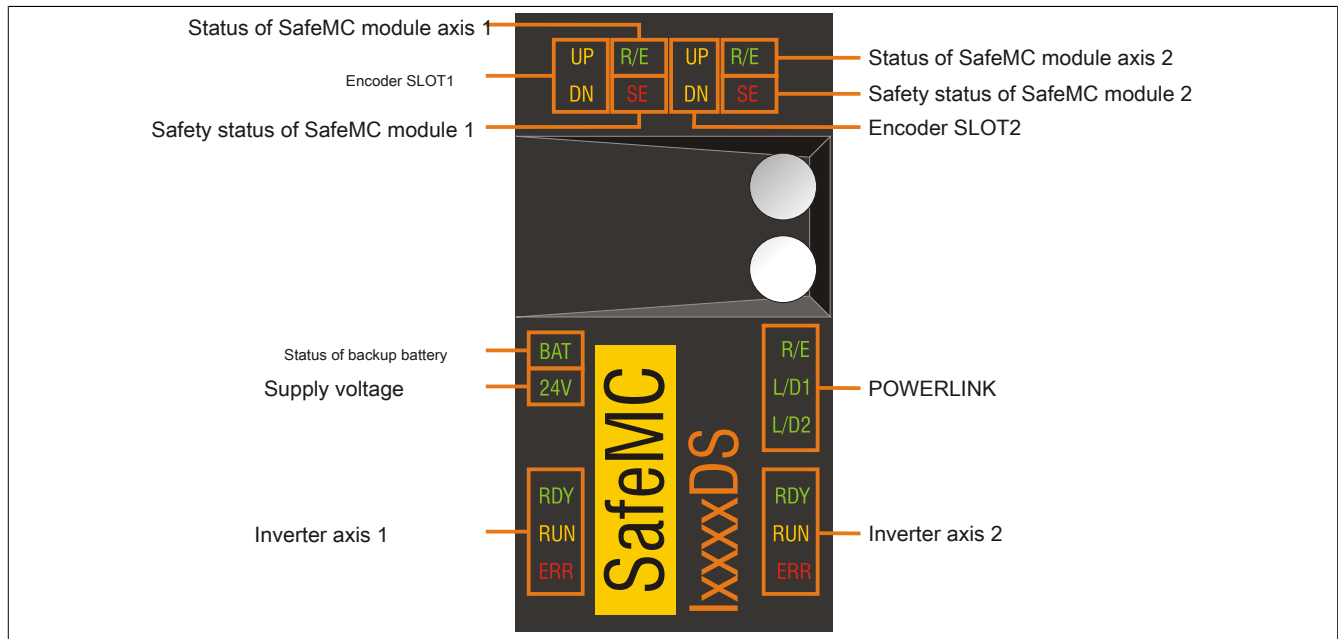 Status of SafeMC module axis 1
UP R/E UP R/E
Status of SafeMC module axis 2
Encoder SLOT1
DN SE DN SE
Safety status of SafeMC module 2
Safety status of SafeMC module 1
Encoder SLOT2
Status of backup battery
BAT
Supply voltage
24V
R/E
L/D1
L/D2
POWERLINK
SafeMC
IxxxxDS
Inverter axis 1
RDY
RUN
ERR
RDY
RUN
ERR
Inverter axis 2